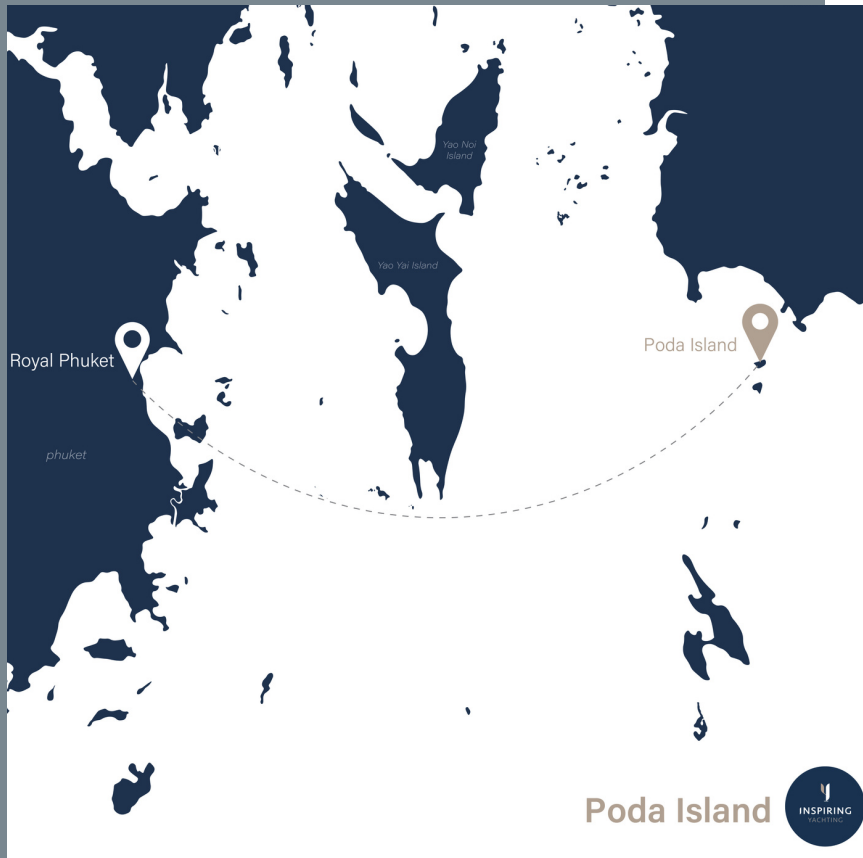 Yao Noi
Island
Yao Yai Island
Royal Phuket
Poda Island
phuket
Poda Island
INSPIRING
YACHTING